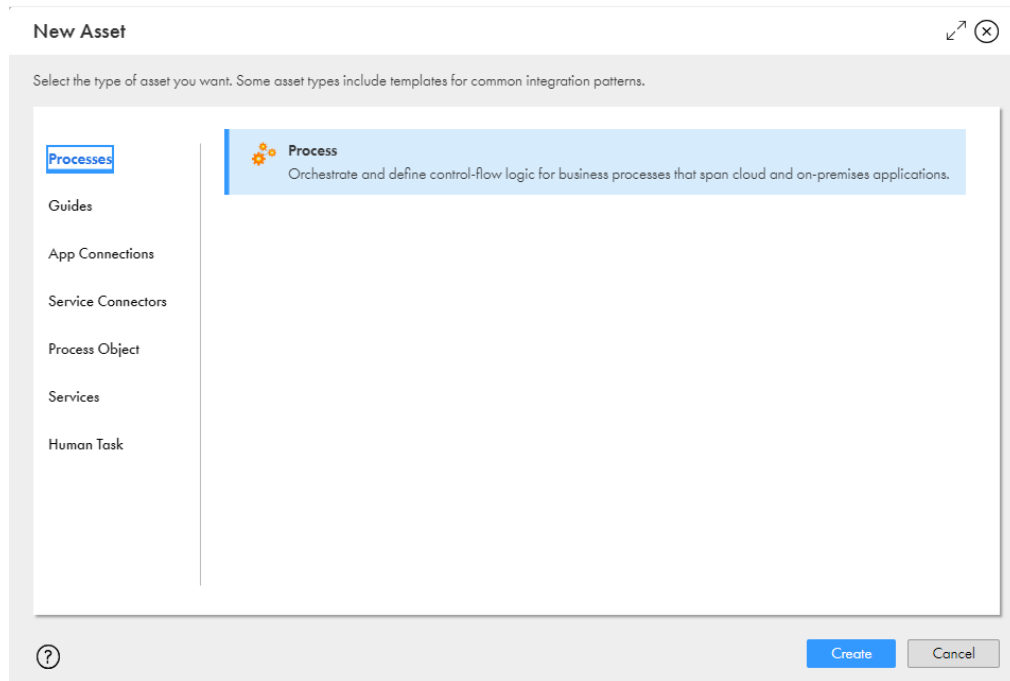 New Asset
Select the type of asset you want. Some asset types include templates for common integration patterns.
Processes
Process
Orchestrate and define control-flow logic for business processes that span cloud and on-premises applications.
Guides
App Connections
Service Connectors
Process Object
Services
Human Task
?
Create
Cancel